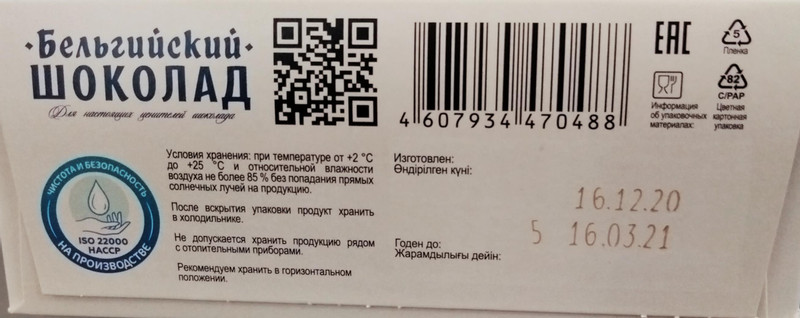 ·Бельгийский·
ШОКОЛАД
Для настоящих ценителей шоколада
4 607934 470488
EAC
5
Пленка
82
C/PAP
Информация
об упаковочных
материалах:
Цветная
картонная
упаковка
ЧИСТОТА И БЕЗОПАСНОСТЬ
ISO 22000
HACCP
НА ПРОИЗВОДСТВЕ
Условия хранения: при температуре от +2 °C
до +25 °C и относительной влажности
воздуха не более 85 % без попадания прямых
солнечных лучей на продукцию.
После вскрытия упаковки продукт хранить
в холодильнике.
Не допускается хранить продукцию рядом
с отопительными приборами.
Рекомендуем хранить в горизонтальном
положении.
Изготовлен:
Өндірілген күні:
16.12.20
Годен до:
Жарамдылығы дейін:
5 16.03.21